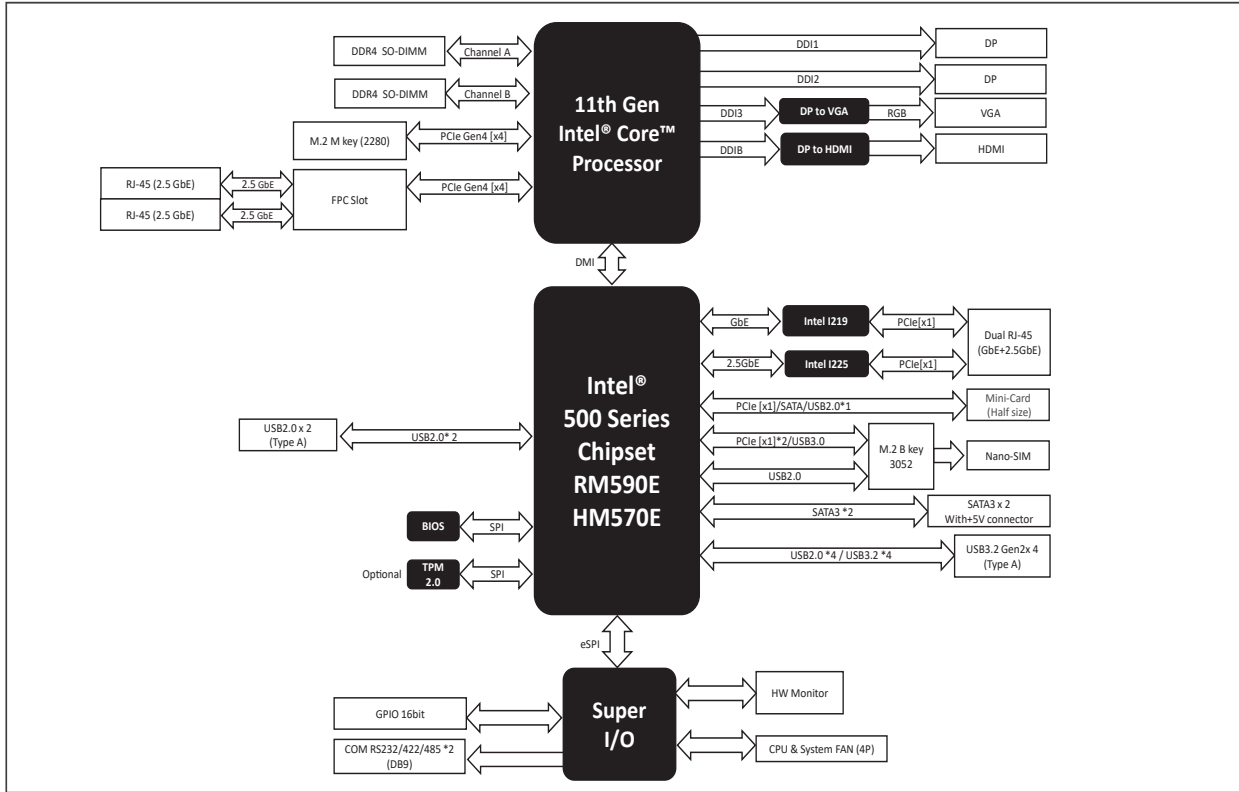 DDR4 SO-DIMM
Channel A
DDR4 SO-DIMM
Channel B
M.2 M key (2280)
PCIe Gen4 [x4]
RJ-45 (2.5 GbE)
2.5 GbE
RJ-45 (2.5 GbE)
2.5 GbE
FPC Slot
PCIe Gen4 [x4]
11th Gen
Intel® Core™
Processor
DDI1
DP
DDI2
DP
DDI3
DP to VGA
RGB
VGA
DDIB
DP to HDMI
HDMI
DMI
Intel®
500 Series
Chipset
RM590E
HM570E
USB2.0 x 2
(Type A)
USB2.0* 2
BIOS
SPI
Optional
TPM
2.0
SPI
GbE
Intel I219
PCIe[x1]
2.5GbE
Intel I225
PCIe[x1]
Dual RJ-45
(GbE+2.5GbE)
PCIe [x1]/SATA/USB2.0*1
Mini-Card
(Half size)
PCIe [x1]*2/USB3.0
USB2.0
M.2 B key
3052
Nano-SIM
SATA3 *2
SATA3 x 2
With+5V connector
USB2.0 *4 / USB3.2 *4
USB3.2 Gen2x 4
(Type A)
eSPI
Super
I/O
GPIO 16bit
COM RS232/422/485 *2
(DB9)
HW Monitor
CPU & System FAN (4P)